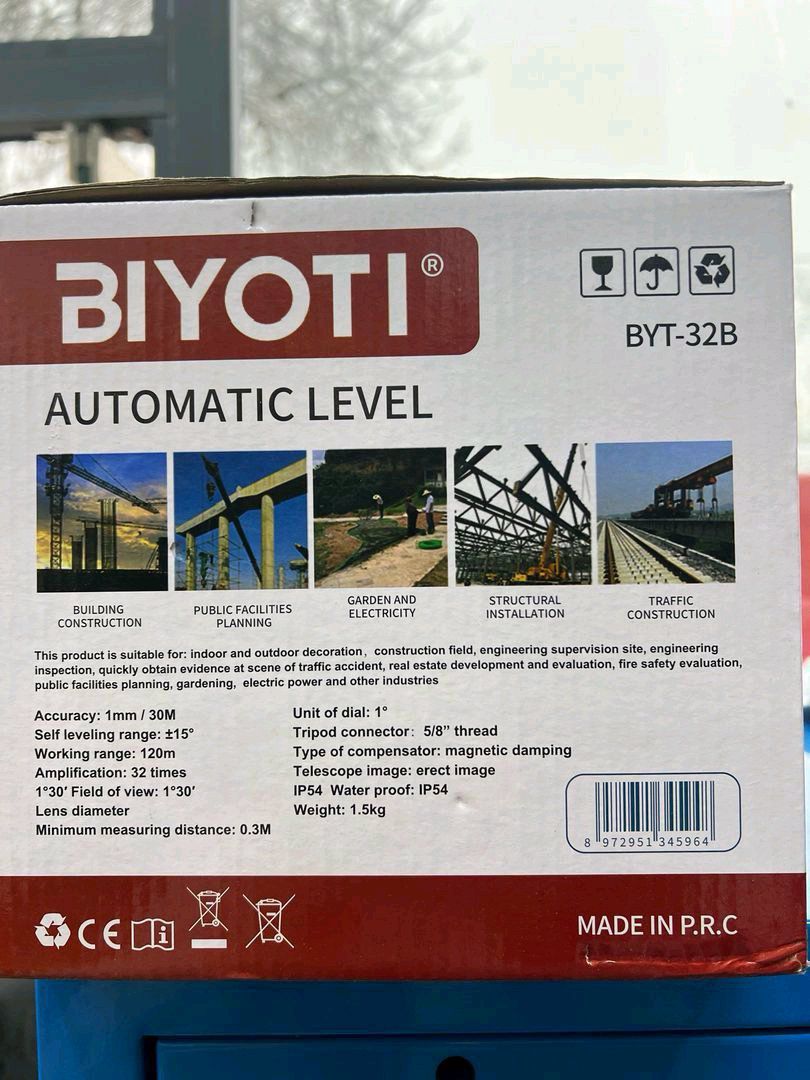 BIYOTI®
BYT-32B
AUTOMATIC LEVEL
BUILDING
CONSTRUCTION
PUBLIC FACILITIES
PLANNING
GARDEN AND
ELECTRICITY
STRUCTURAL
INSTALLATION
TRAFFIC
CONSTRUCTION
This product is suitable for: indoor and outdoor decoration, construction field, engineering supervision site, engineering
inspection, quickly obtain evidence at scene of traffic accident, real estate development and evaluation, fire safety evaluation,
public facilities planning, gardening, electric power and other industries
Accuracy: 1mm / 30M
Self leveling range: ±15°
Working range: 120m
Amplification: 32 times
1°30′ Field of view: 1°30′
Lens diameter
Minimum measuring distance: 0.3M
Unit of dial: 1°
Tripod connector: 5/8” thread
Type of compensator: magnetic damping
Telescope image: erect image
IP54 Water proof: IP54
Weight: 1.5kg
8 972951 345964
CE
MADE IN P.R.C